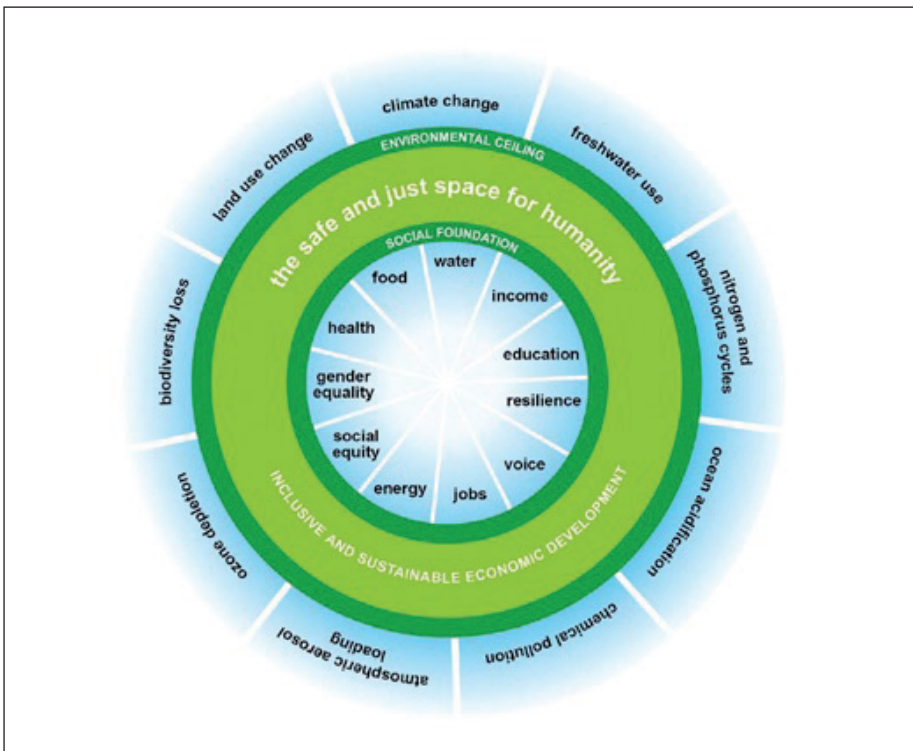 climate change
freshwater use
nitrogen and
phosphorus cycles
ocean acidification
chemical pollution
atmospheric aerosol
loading
ozone depletion
biodiversity loss
land use change
ENVIRONMENTAL CEILING
the safe and just space for humanity
SOCIAL FOUNDATION
water
income
education
resilience
voice
jobs
energy
social
equity
gender
equality
health
food
INCLUSIVE AND SUSTAINABLE ECONOMIC DEVELOPMENT